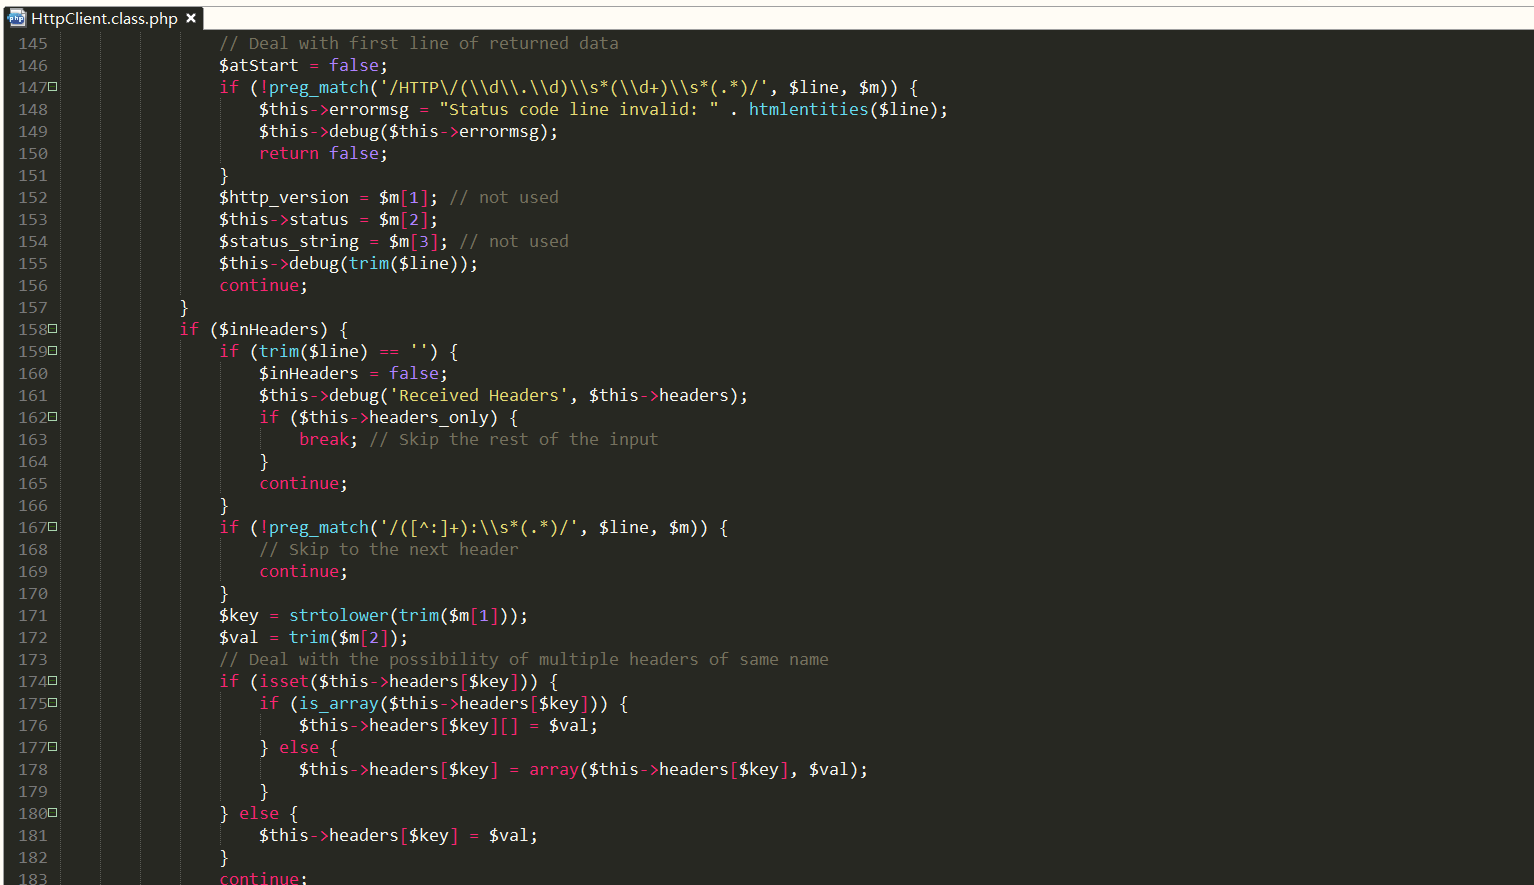 HttpClient.class.php ×
145 // Deal with first line of returned data
146 $atStart = false;
147 if (!preg_match('/HTTP\/(\\d\\.\\d)\\s*(\\d+)\\s*(.*)/', $line, $m)) {
148 $this->errormsg = "Status code line invalid: " . htmlentities($line);
149 $this->debug($this->errormsg);
150 return false;
151 }
152 $http_version = $m[1]; // not used
153 $this->status = $m[2];
154 $status_string = $m[3]; // not used
155 $this->debug(trim($line));
156 continue;
157 }
158 if ($inHeaders) {
159 if (trim($line) == '') {
160 $inHeaders = false;
161 $this->debug('Received Headers', $this->headers);
162 if ($this->headers_only) {
163 break; // Skip the rest of the input
164 }
165 continue;
166 }
167 if (!preg_match('/([^:]+):\\s*(.*)/', $line, $m)) {
168 // Skip to the next header
169 continue;
170 }
171 $key = strtolower(trim($m[1]));
172 $val = trim($m[2]);
173 // Deal with the possibility of multiple headers of same name
174 if (isset($this->headers[$key])) {
175 if (is_array($this->headers[$key])) {
176 $this->headers[$key][] = $val;
177 } else {
178 $this->headers[$key] = array($this->headers[$key], $val);
179 }
180 } else {
181 $this->headers[$key] = $val;
182 }
183 continue;